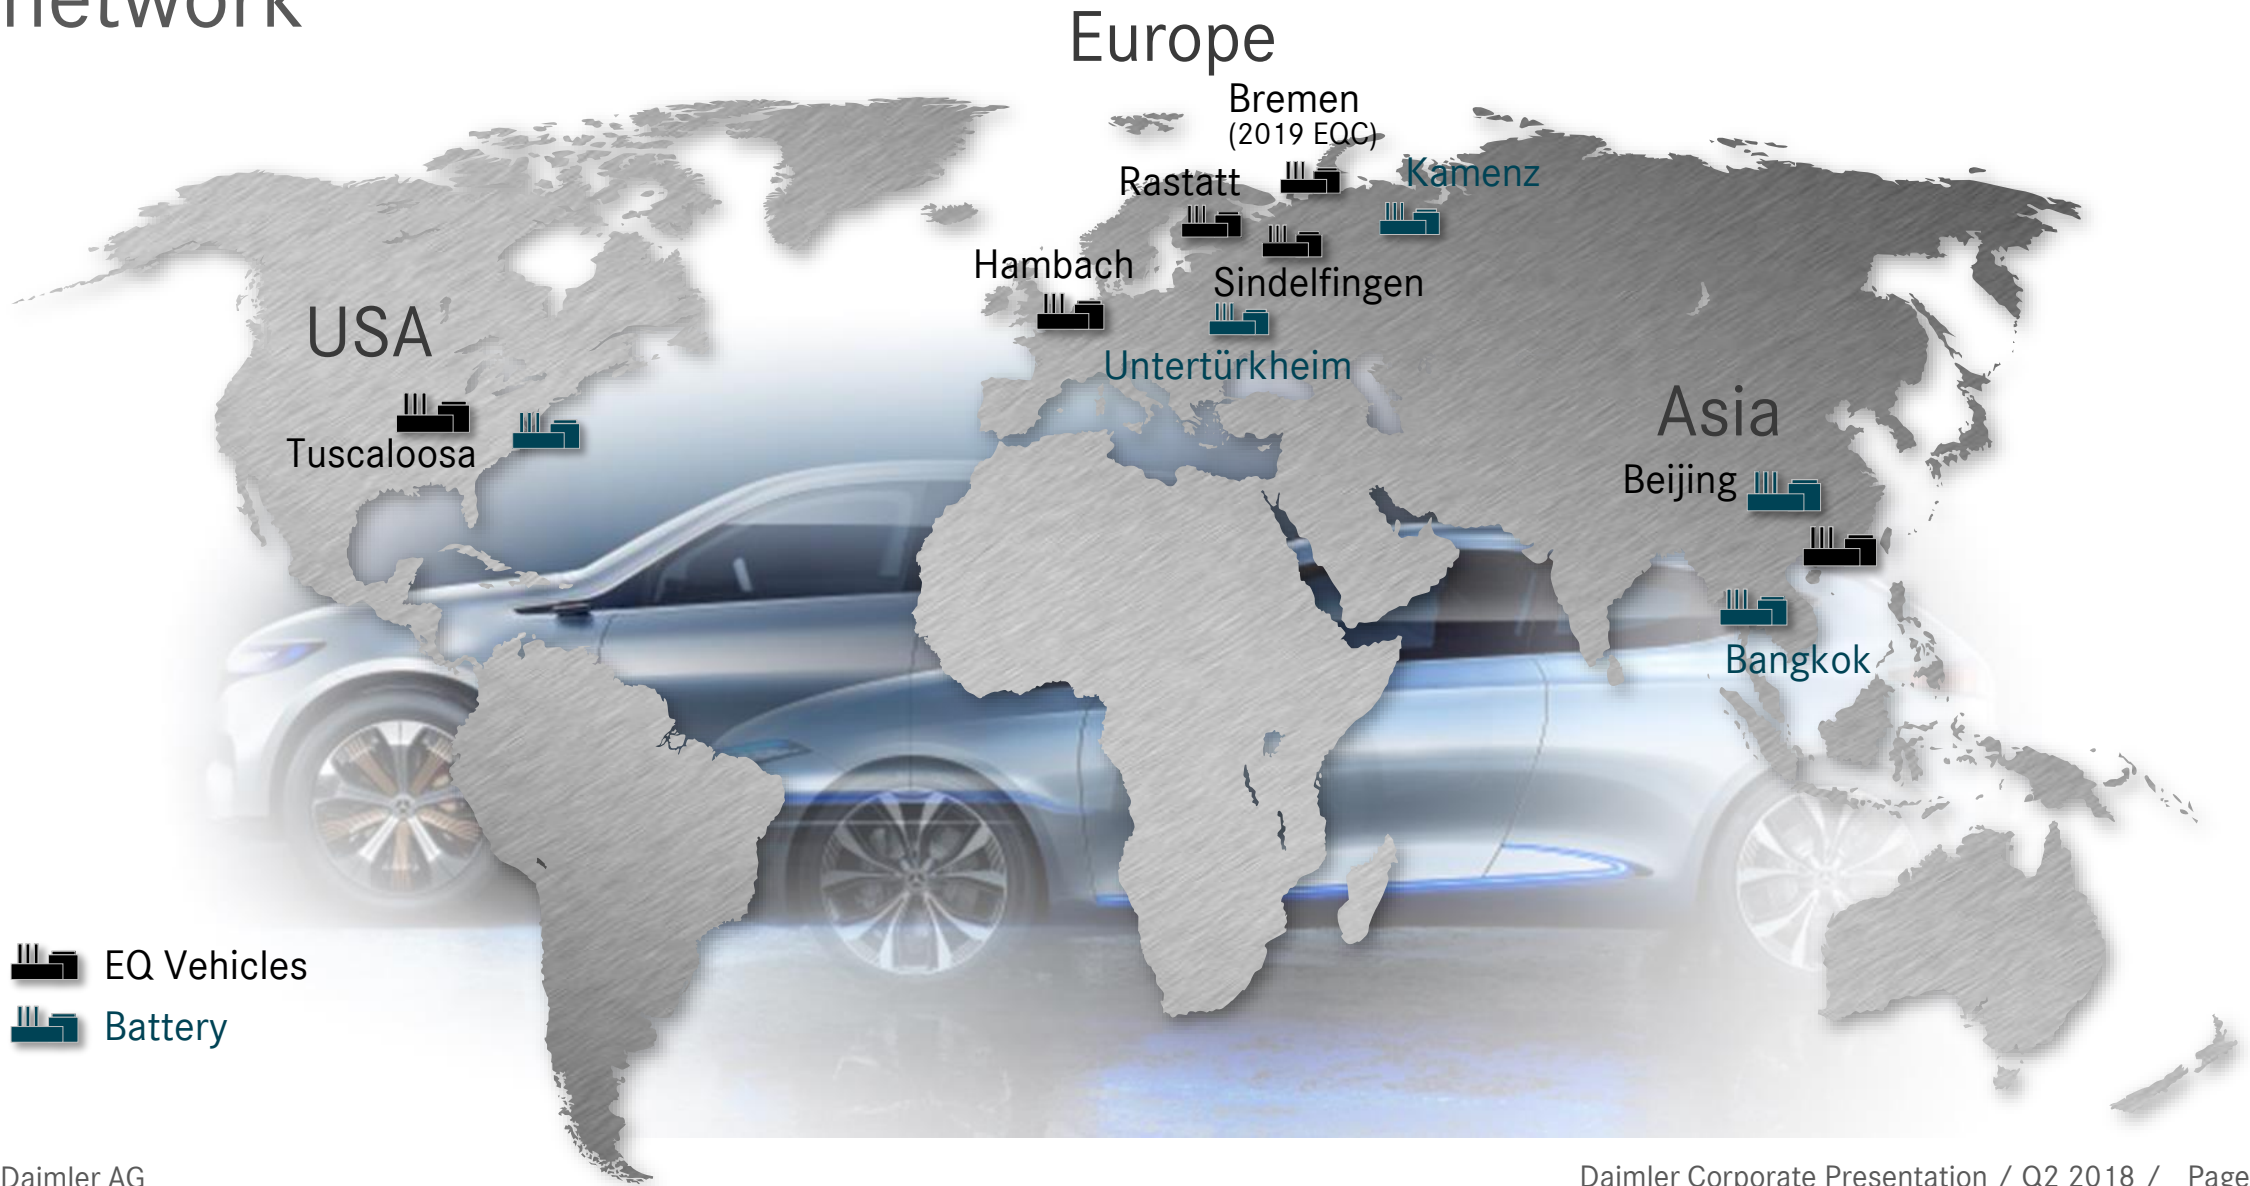 network
Europe
Bremen
(2019 EQC)
Kamenz
Rastatt
Hambach
Sindelfingen
USA
Untertürkheim
Asia
Tuscaloosa
Beijing
Bangkok
EQ Vehicles
Battery
Daimler AG
Daimler Corporate Presentation / Q2 2018 / Page